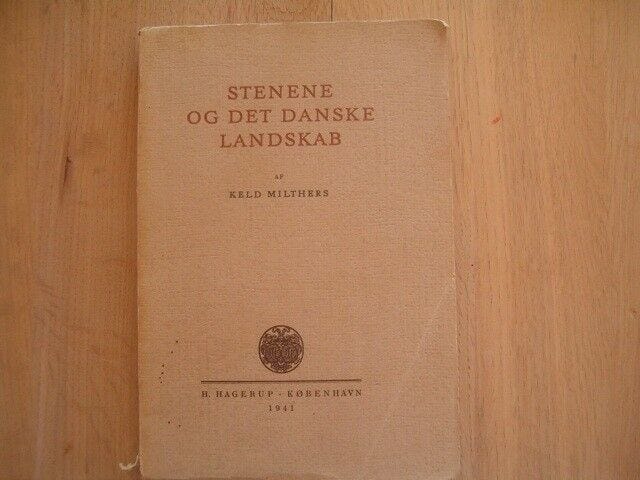 STENENE
OG DET DANSKE
LANDSKAB
AF
KELD MILTHERS
H. HAGERUP · KØBENHAVN
1941